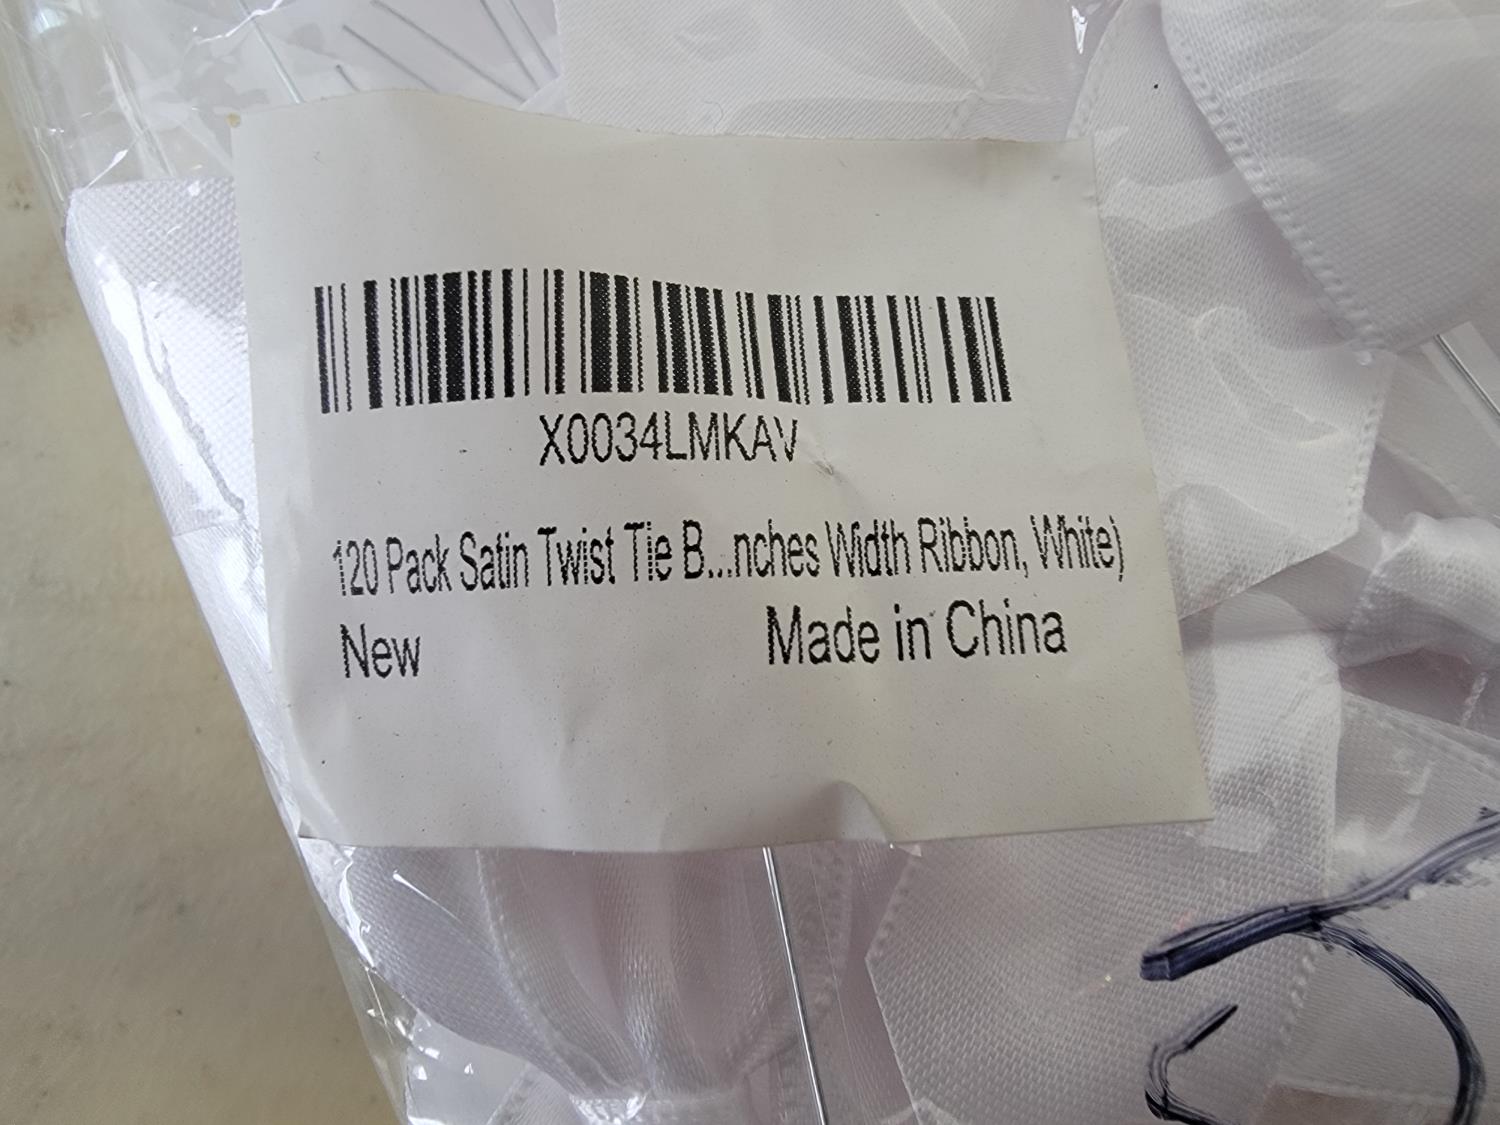 X0034LMKAV
120 Pack Satin Twist Tie B...nches Width Ribbon, White)
New
Made in China